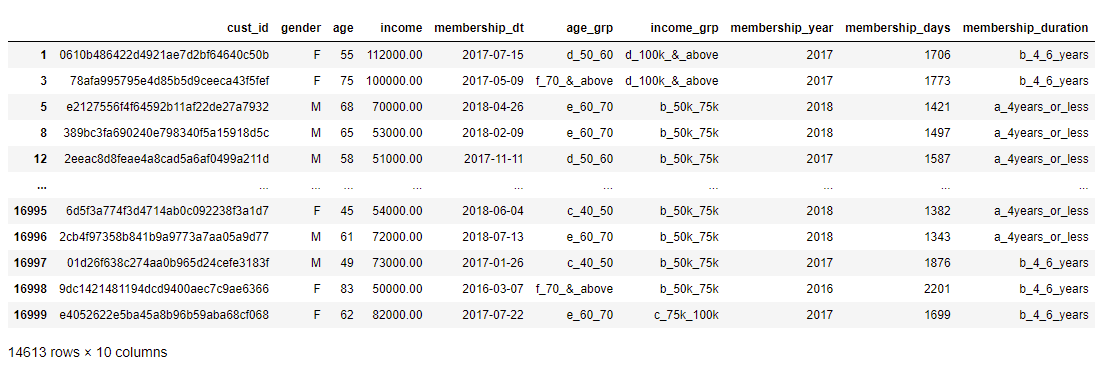 cust_id gender age income membership_dt age_grp income_grp membership_year membership_days membership_duration
1 0610b486422d4921ae7d2bf64640c50b F 55 112000.00 2017-07-15 d_50_60 d_100k_&_above 2017 1706 b_4_6_years
3 78afa995795e4d85b5d9ceeca43f5fef F 75 100000.00 2017-05-09 f_70_&_above d_100k_&_above 2017 1773 b_4_6_years
5 e2127556f4f64592b11af22de27a7932 M 68 70000.00 2018-04-26 e_60_70 b_50k_75k 2018 1421 a_4years_or_less
8 389bc3fa690240e798340f5a15918d5c M 65 53000.00 2018-02-09 e_60_70 b_50k_75k 2018 1497 a_4years_or_less
12 2eeac8d8feae4a8cad5a6af0499a211d M 58 51000.00 2017-11-11 d_50_60 b_50k_75k 2017 1587 a_4years_or_less
... ... ... ... ... ... ... ... ... ... ...
16995 6d5f3a774f3d4714ab0c092238f3a1d7 F 45 54000.00 2018-06-04 c_40_50 b_50k_75k 2018 1382 a_4years_or_less
16996 2cb4f97358b841b9a9773a7aa05a9d77 M 61 72000.00 2018-07-13 e_60_70 b_50k_75k 2018 1343 a_4years_or_less
16997 01d26f638c274aa0b965d24cefe3183f M 49 73000.00 2017-01-26 c_40_50 b_50k_75k 2017 1876 b_4_6_years
16998 9dc1421481194dcd9400aec7c9ae6366 F 83 50000.00 2016-03-07 f_70_&_above b_50k_75k 2016 2201 b_4_6_years
16999 e4052622e5ba45a8b96b59aba68cf068 F 62 82000.00 2017-07-22 e_60_70 c_75k_100k 2017 1699 b_4_6_years
14613 rows × 10 columns